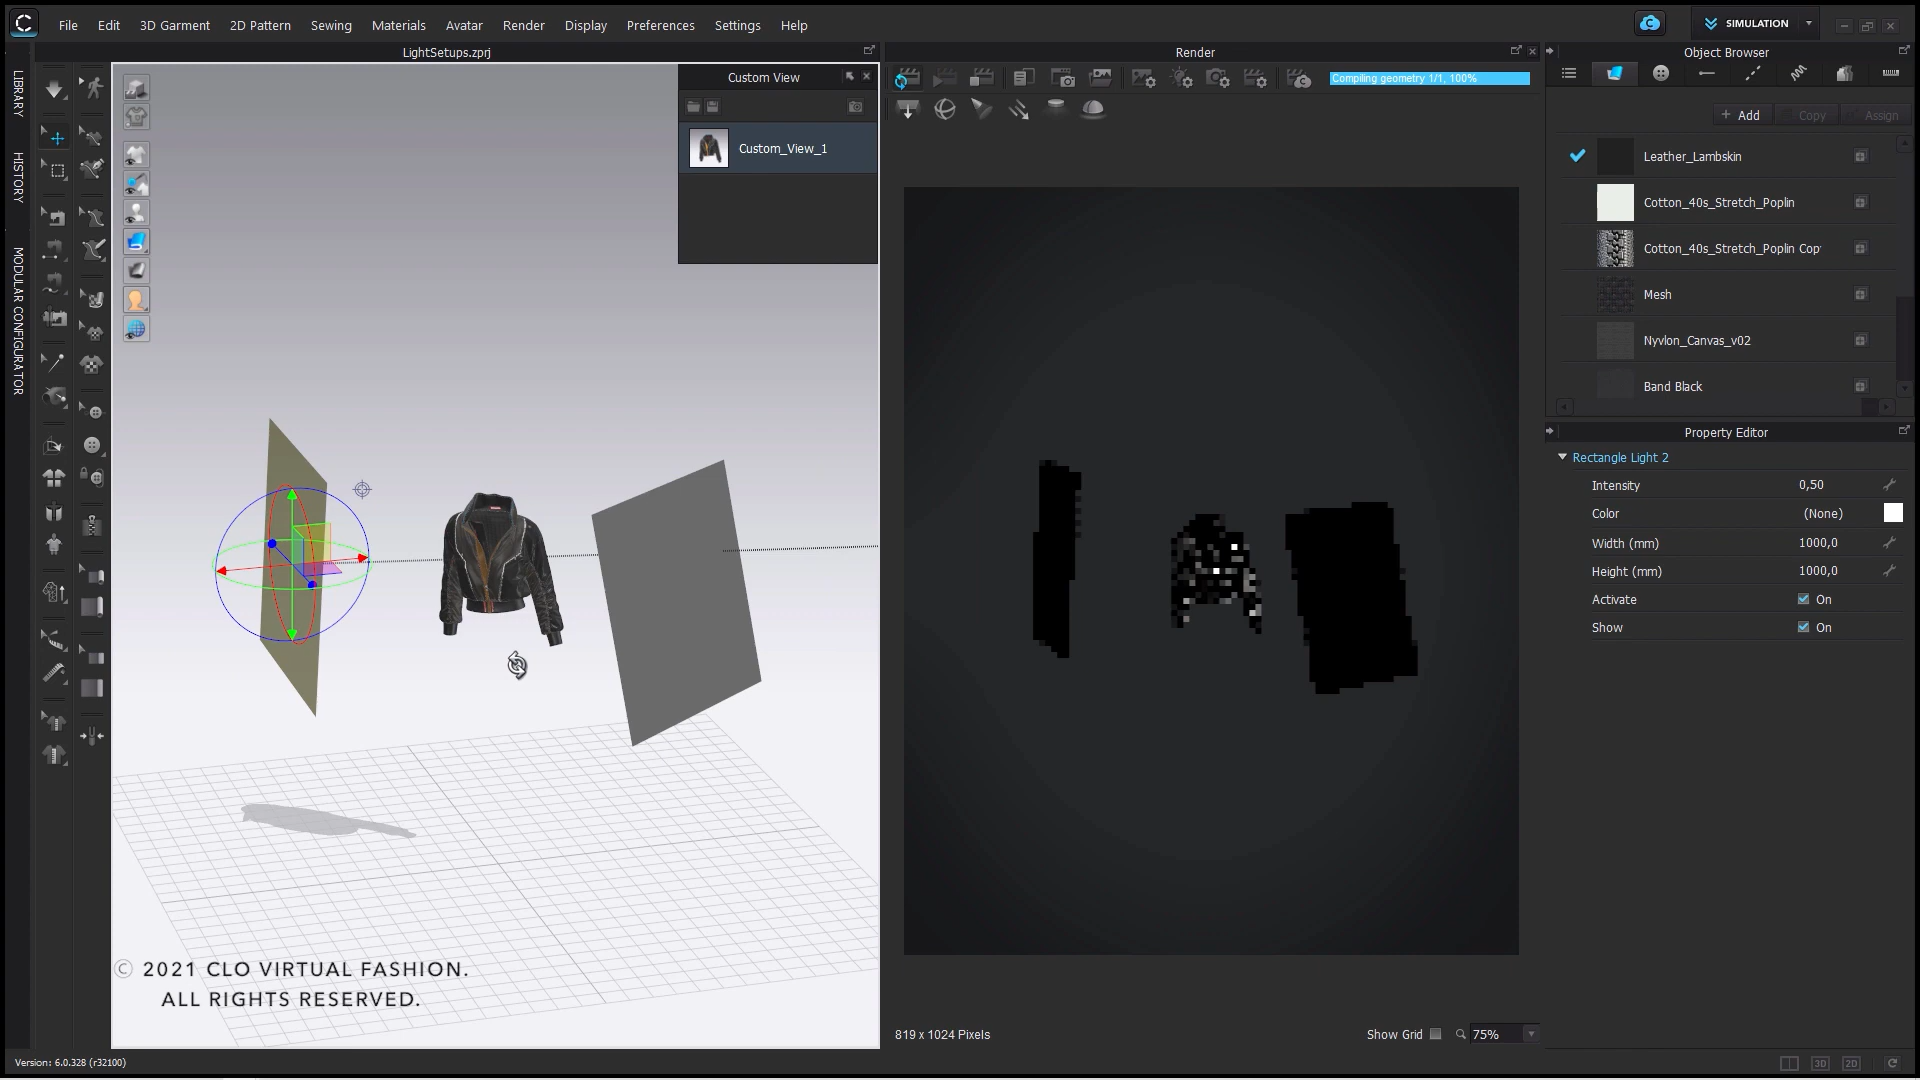 File Edit 3D Garment 2D Pattern Sewing Materials Avatar Render Display Preferences Settings Help
SIMULATION
LightSetups.zprj
Render
Object Browser
LIBRARY
HISTORY
MODULAR CONFIGURATOR
Custom View
Custom_View_1
Compiling geometry 1/1, 100%
+ Add
Copy
Assign
Leather_Lambskin
Cotton_40s_Stretch_Poplin
Cotton_40s_Stretch_Poplin Cop
Mesh
Nyvlon_Canvas_v02
Band Black
Property Editor
Rectangle Light 2
Intensity 0,50
Color (None)
Width (mm) 1000,0
Height (mm) 1000,0
Activate On
Show On
© 2021 CLO VIRTUAL FASHION.
ALL RIGHTS RESERVED.
819 x 1024 Pixels
Show Grid
75%
Version: 6.0.328 (r32100)
3D
2D